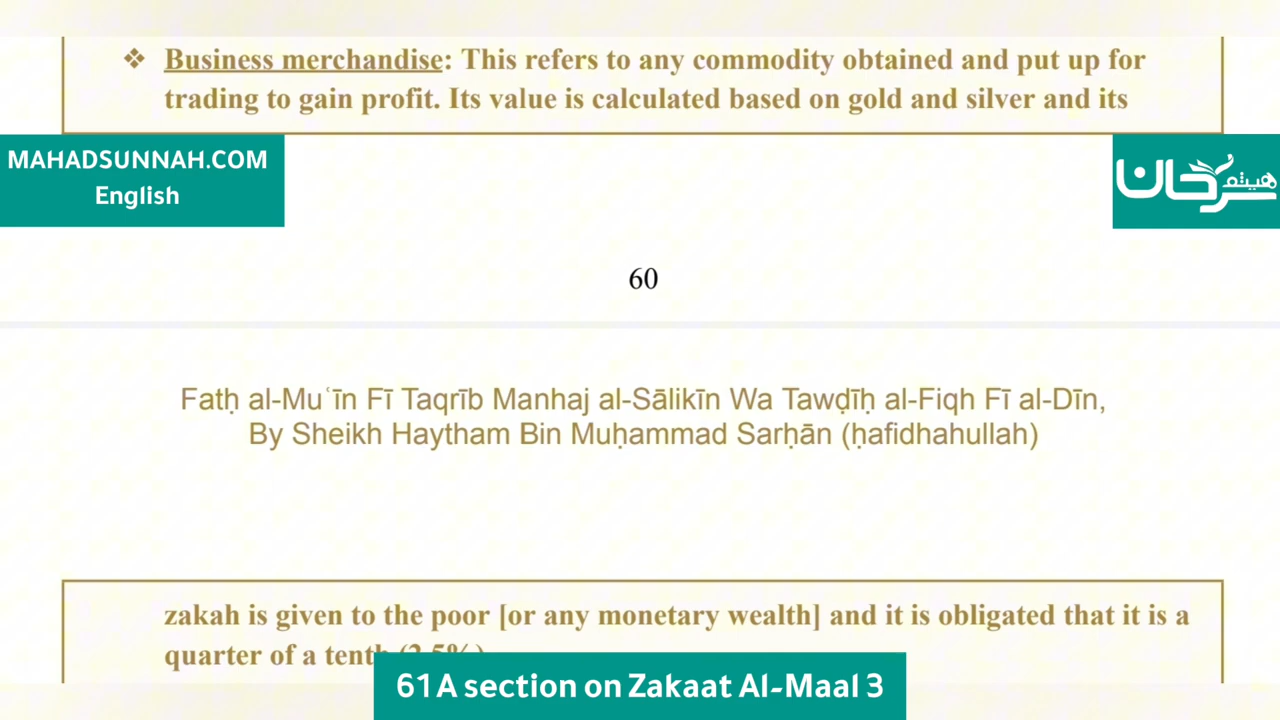 ❖ Business merchandise: This refers to any commodity obtained and put up for
trading to gain profit. Its value is calculated based on gold and silver and its
MAHADSUNNAH.COM
English
هيثم سرحان
60
Fatḥ al-Muʿīn Fī Taqrīb Manhaj al-Sālikīn Wa Tawḍīḥ al-Fiqh Fī al-Dīn,
By Sheikh Haytham Bin Muḥammad Sarḥān (ḥafidhahullah)
zakah is given to the poor [or any monetary wealth] and it is obligated that it is a
quarter of a tenth (2.5%)
61 A section on Zakaat Al-Maal 3